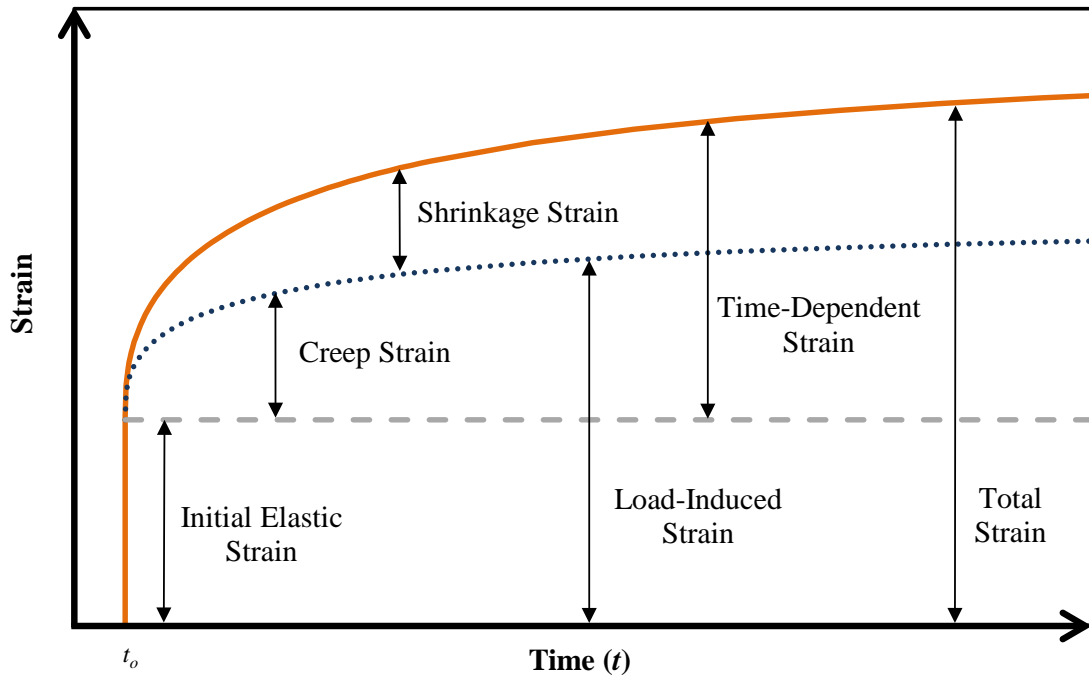 Strain
Shrinkage Strain
Creep Strain
Time-Dependent
Strain
Initial Elastic
Strain
Load-Induced
Strain
Total
Strain
t_o
Time (t)